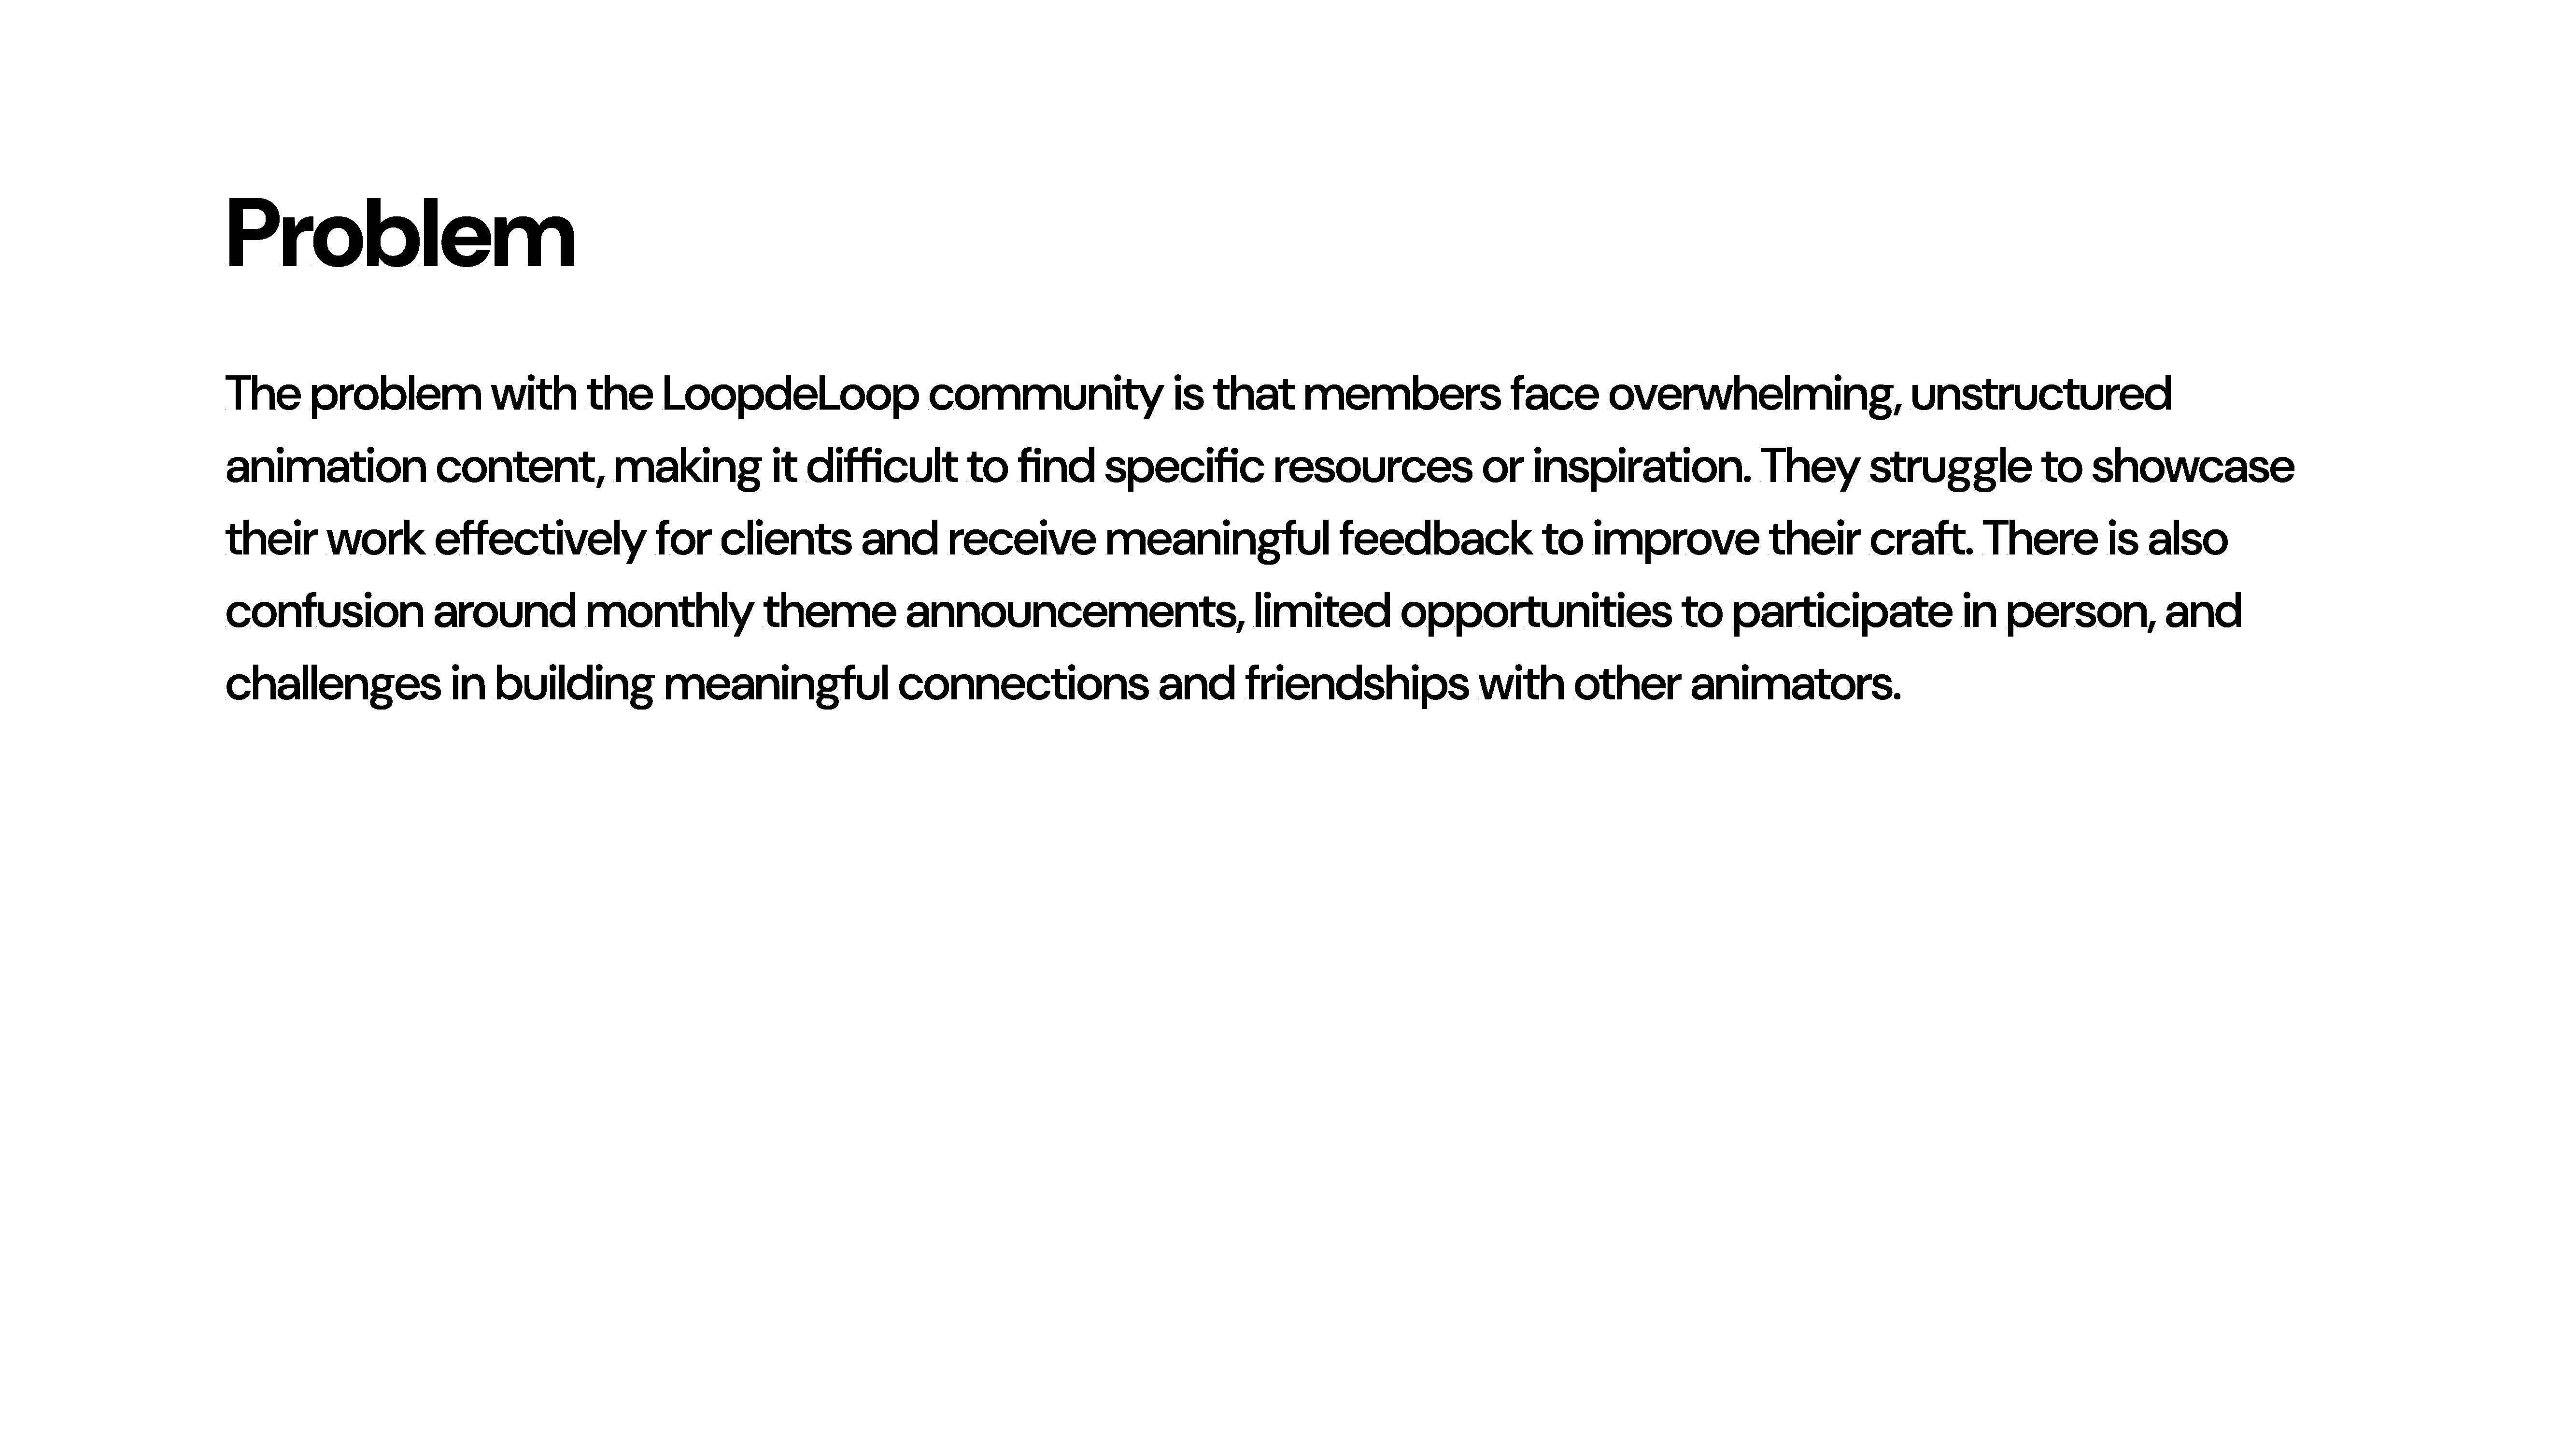 Problem
The problem with the LoopdeLoop community is that members face overwhelming, unstructured
animation content, making it difficult to find specific resources or inspiration. They struggle to showcase
their work effectively for clients and receive meaningful feedback to improve their craft. There is also
confusion around monthly theme announcements, limited opportunities to participate in person, and
challenges in building meaningful connections and friendships with other animators.